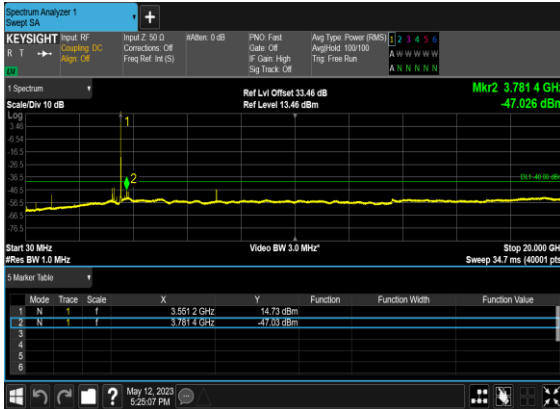 Spectrum Analyzer 1
Swept SA
KEYSIGHT
R T
Input: RF
Coupling: DC
Align: Off
Input Z: 50 Ω
Corrections: Off
Freq Ref: Int (S)
#Atten: 0 dB
PNO: Fast
Gate: Off
IF Gain: High
Sig Track: Off
Avg Type: Power (RMS)
Avg|Hold: 100/100
Trig: Free Run
1 2 3 4 5 6
A W W W W W
A N N N N N
1 Spectrum
Scale/Div 10 dB
Ref Lvl Offset 33.46 dB
Ref Level 13.46 dBm
Mkr2 3.781 4 GHz
-47.026 dBm
Log
3.46
-6.54
-16.5
-26.5
-36.5
-46.5
-56.5
-66.5
-76.5
1
2
DL1 -40.00 dBm
Start 30 MHz
#Res BW 1.0 MHz
Video BW 3.0 MHz*
Stop 20.000 GHz
Sweep 34.7 ms (40001 pts)
5 Marker Table
Mode Trace Scale X Y Function Function Width Function Value
1 N 1 f 3.551 2 GHz 14.73 dBm
2 N 1 f 3.781 4 GHz -47.03 dBm
3
4
5
6
?
May 12, 2023
5:25:07 PM